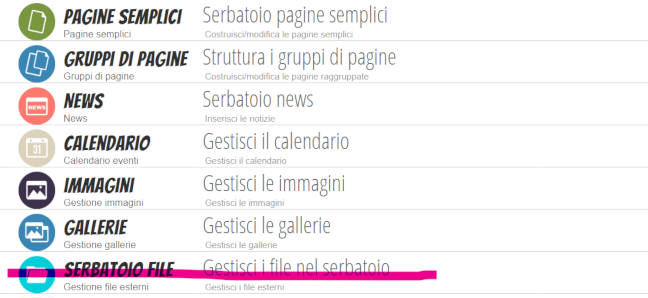 PAGINE SEMPLICI Serbatoio pagine semplici
Pagine semplici Costruisci/modifica le pagine semplici
GRUPPI DI PAGINE Struttura i gruppi di pagine
Gruppi di pagine Costruisci/modifica le pagine raggruppate
NEWS NEWS Serbatoio news
News Inserisci le notizie
31 CALENDARIO Gestisci il calendario
Calendario eventi Gestisci il calendario
IMMAGINI Gestisci le immagini
Gestione immagini Gestisci le immagini
GALLERIE Gestisci le gallerie
Gestione gallerie Gestisci le gallerie
SERBATOIO FILE Gestisci i file nel serbatoio
Gestione file esterni Gestisci i file esterni